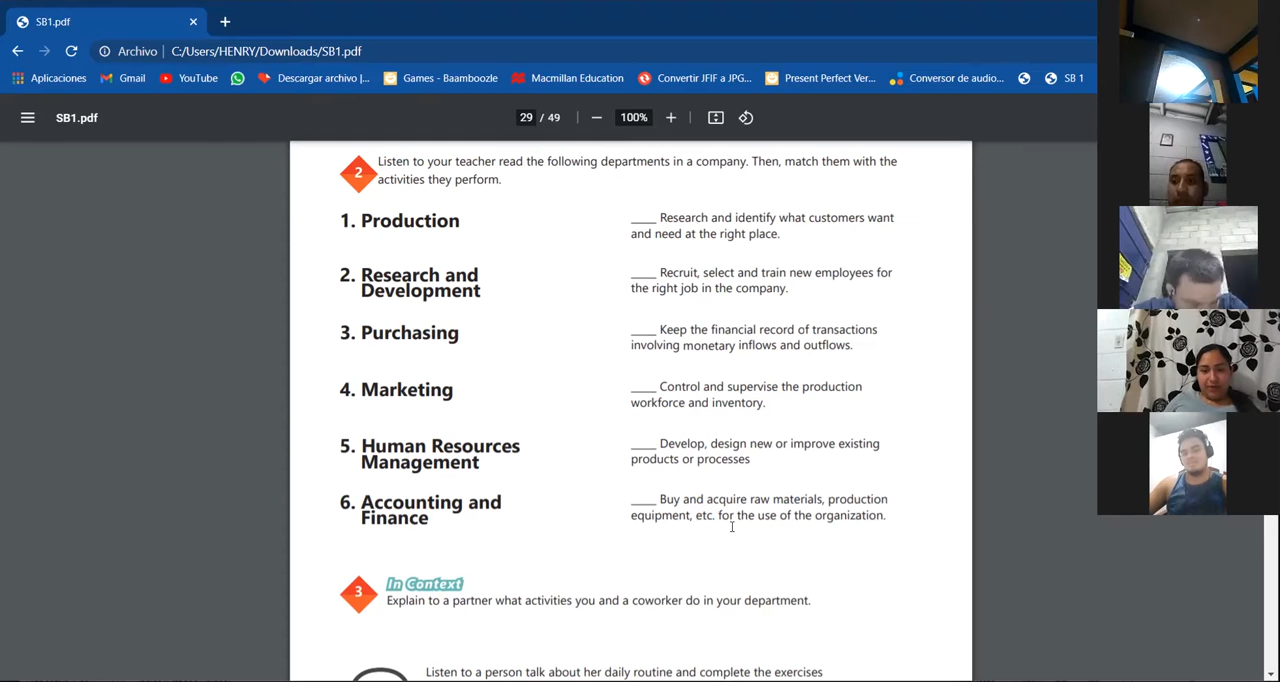 SB1.pdf
Archivo
C:/Users/HENRY/Downloads/SB1.pdf
Aplicaciones
Gmail
YouTube
Descargar archivo |...
Games - Baamboozle
Macmillan Education
Convertir JFIF a JPG...
Present Perfect Ver...
Conversor de audio...
SB 1
SB1.pdf
29 / 49
100%
2
Listen to your teacher read the following departments in a company. Then, match them with the
activities they perform.
1. Production
____ Research and identify what customers want
and need at the right place.
2. Research and
Development
____ Recruit, select and train new employees for
the right job in the company.
3. Purchasing
____ Keep the financial record of transactions
involving monetary inflows and outflows.
4. Marketing
____ Control and supervise the production
workforce and inventory.
5. Human Resources
Management
____ Develop, design new or improve existing
products or processes
6. Accounting and
Finance
____ Buy and acquire raw materials, production
equipment, etc. for the use of the organization.
3
In Context
Explain to a partner what activities you and a coworker do in your department.
Listen to a person talk about her daily routine and complete the exercises